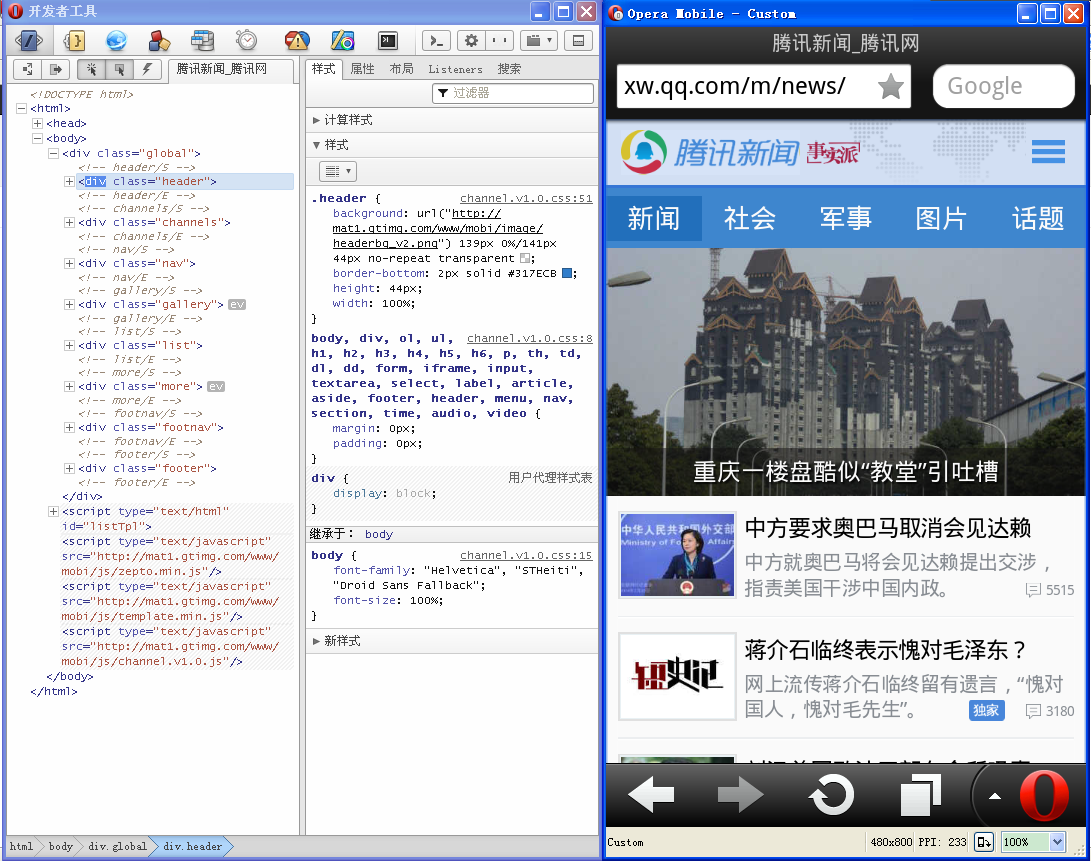 开发者工具
腾讯新闻_腾讯网
<!DOCTYPE html>
<html>
<head>
<body>
<div class="global">
<!-- header/S -->
<div class="header">
<!-- header/E -->
<!-- channels/S -->
<div class="channels">
<!-- channels/E -->
<!-- nav/S -->
<div class="nav">
<!-- nav/E -->
<!-- gallery/S -->
<div class="gallery"> ev
<!-- gallery/E -->
<!-- list/S -->
<div class="list">
<!-- list/E -->
<!-- more/S -->
<div class="more"> ev
<!-- more/E -->
<!-- footnav/S -->
<div class="footnav">
<!-- footnav/E -->
<!-- footer/S -->
<div class="footer">
<!-- footer/E -->
</div>
<script type="text/html"
id="listTpl">
<script type="text/javascript"
src="http://mat1.gtimg.com/www/
mobi/js/zepto.min.js"/>
<script type="text/javascript"
src="http://mat1.gtimg.com/www/
mobi/js/template.min.js"/>
<script type="text/javascript"
src="http://mat1.gtimg.com/www/
mobi/js/channel.v1.0.js"/>
</body>
</html>
html body div.global div.header
样式 属性 布局 Listeners 搜索
过滤器
计算样式
样式
.header { channel.v1.0.css:51
background: url("http://
mat1.gtimg.com/www/mobi/image/
headerbg_v2.png") 139px 0%/141px
44px no-repeat transparent ;
border-bottom: 2px solid #317ECB ;
height: 44px;
width: 100%;
}
body, div, ol, ul, channel.v1.0.css:8
h1, h2, h3, h4, h5, h6, p, th, td,
dl, dd, form, iframe, input,
textarea, select, label, article,
aside, footer, header, menu, nav,
section, time, audio, video {
margin: 0px;
padding: 0px;
}
div { 用户代理样式表
display: block;
}
继承于: body
body { channel.v1.0.css:15
font-family: "Helvetica", "STHeiti",
"Droid Sans Fallback";
font-size: 100%;
}
新样式
Opera Mobile - Custom
腾讯新闻_腾讯网
xw.qq.com/m/news/ Google
腾讯新闻 事实派
新闻 社会 军事 图片 话题
重庆一楼盘酷似“教堂”引吐槽
中华人民共和国外交部
Ministry of Foreign Affairs
中方要求奥巴马取消会见达赖
中方就奥巴马将会见达赖提出交涉，
指责美国干涉中国内政。 5515
短史记
蒋介石临终表示愧对毛泽东？
网上流传蒋介石临终留有遗言，“愧对
国人，愧对毛先生”。 独家 3180
Custom 480x800 PPI: 233 100%